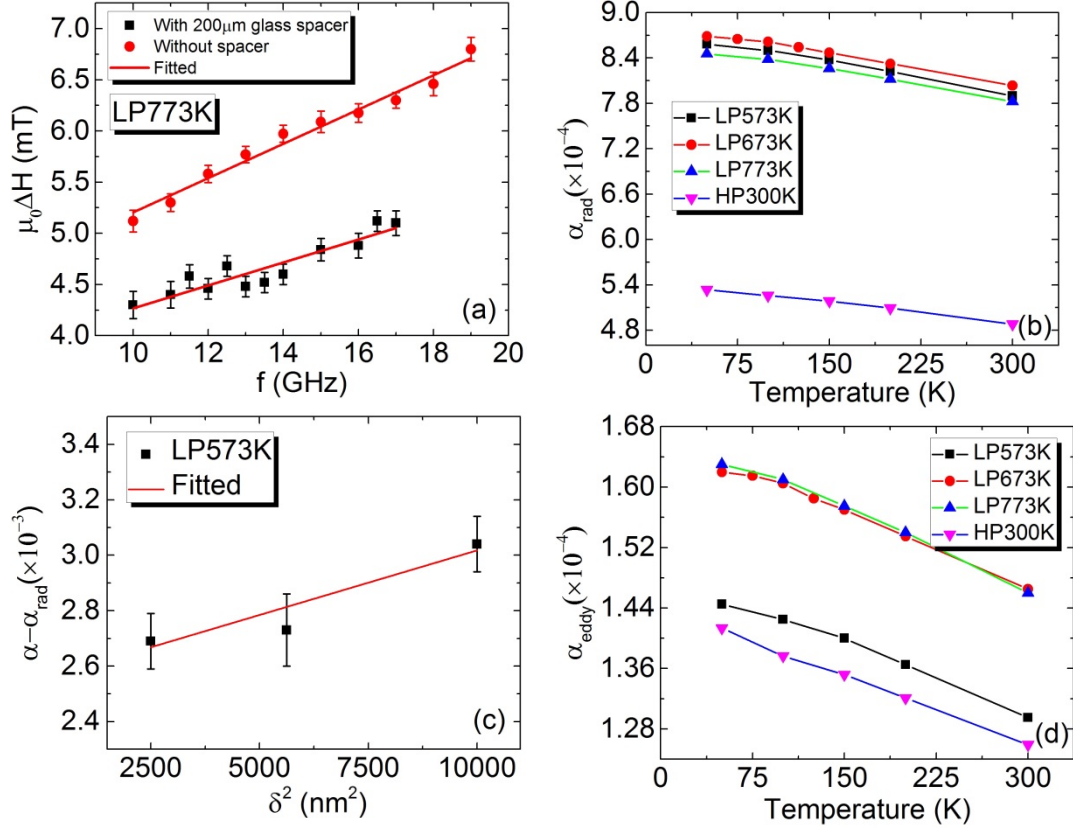 With 200μm glass spacer
Without spacer
Fitted
LP773K
7.0
6.5
6.0
5.5
5.0
4.5
4.0
μ₀ΔH (mT)
10 12 14 16 18 20
f (GHz)
(a)
9.0
8.4
7.8
7.2
6.6
6.0
5.4
4.8
α_rad(×10⁻⁴)
LP573K
LP673K
LP773K
HP300K
0 75 150 225 300
Temperature (K)
(b)
3.4
3.2
3.0
2.8
2.6
2.4
α−α_rad(×10⁻³)
LP573K
Fitted
2500 5000 7500 10000
δ² (nm²)
(c)
1.68
1.60
1.52
1.44
1.36
1.28
α_eddy(×10⁻⁴)
LP573K
LP673K
LP773K
HP300K
0 75 150 225 300
Temperature (K)
(d)